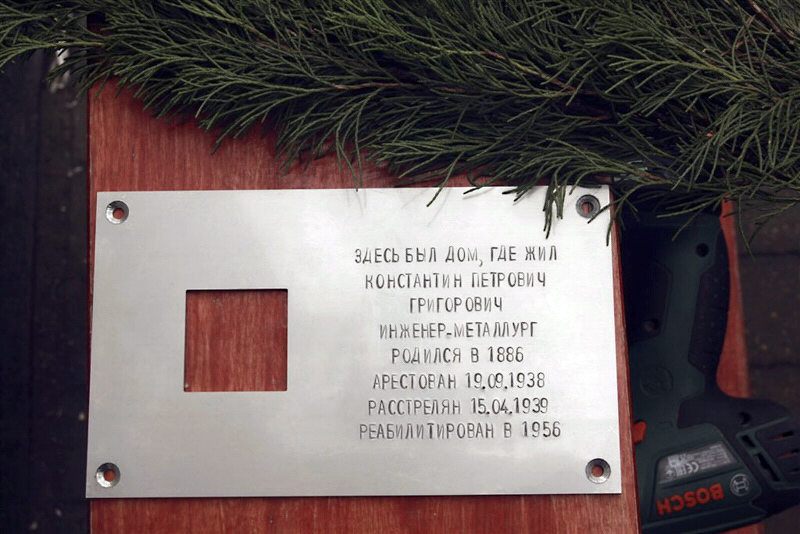 ЗДЕСЬ БЫЛ ДОМ, ГДЕ ЖИЛ
КОНСТАНТИН ПЕТРОВИЧ
ГРИГОРОВИЧ
ИНЖЕНЕР-МЕТАЛЛУРГ
РОДИЛСЯ В 1886
АРЕСТОВАН 19.09.1938
РАССТРЕЛЯН 15.04.1939
РЕАБИЛИТИРОВАН В 1956
BOSCH